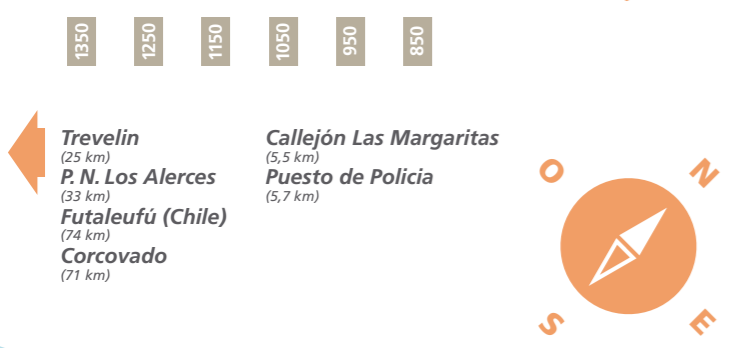 1350 1250 1150 1050 950 850
Trevelin
(25 km)
P. N. Los Alerces
(33 km)
Futaleufú (Chile)
(74 km)
Corcovado
(71 km)
Callejón Las Margaritas
(5,5 km)
Puesto de Policia
(5,7 km)
O N
S E